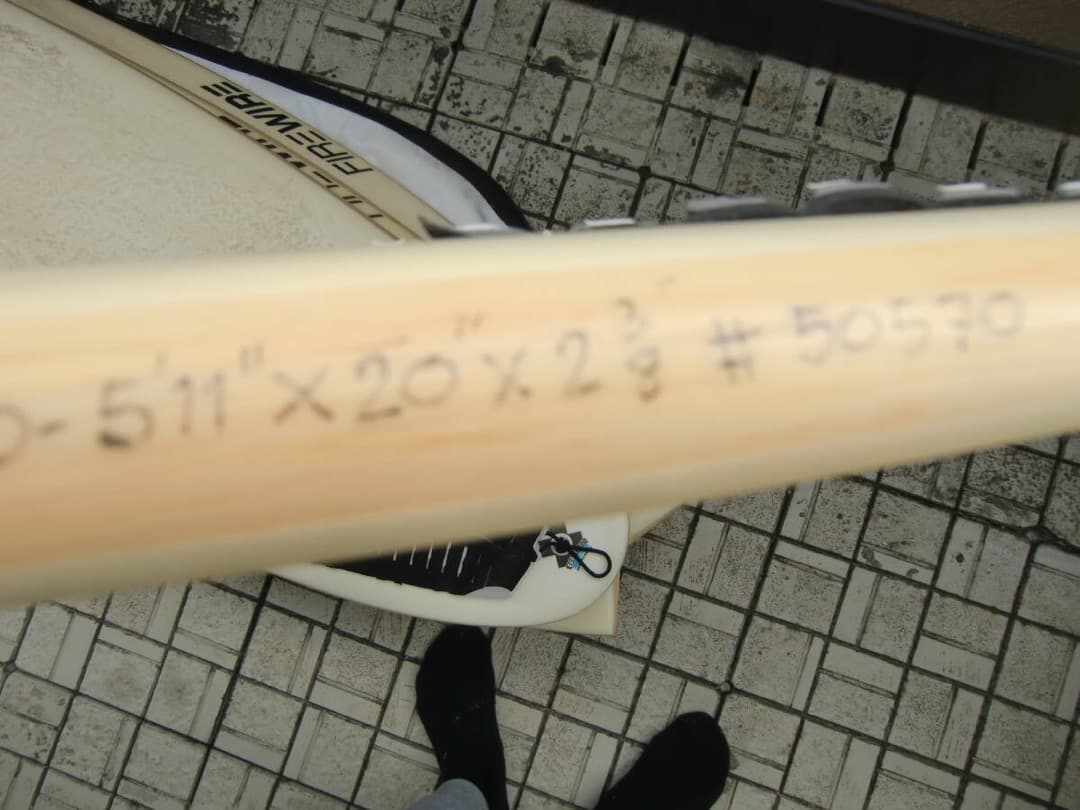 FIREWIRE
5'11" X 20" X 2 3/8 # 50570